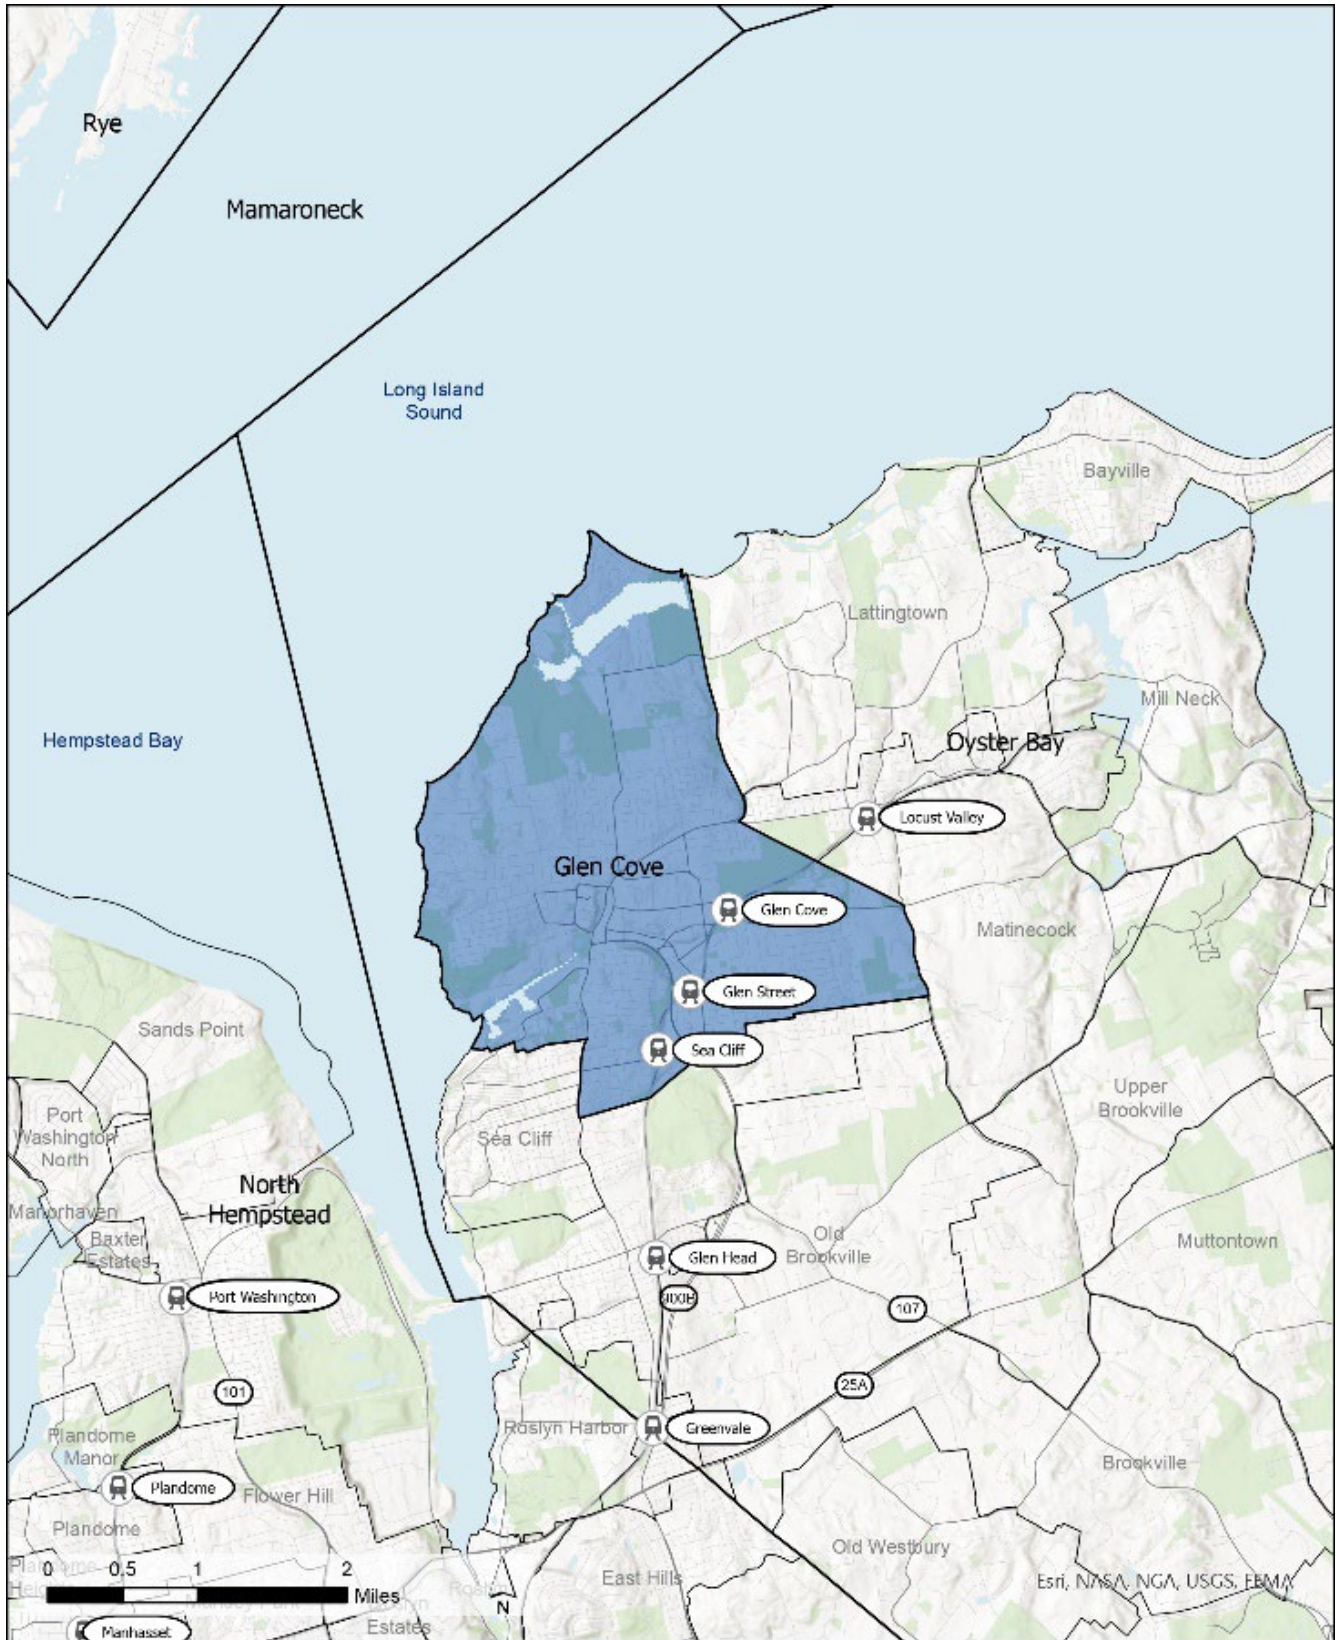 Rye
Mamaroneck
Long Island
Sound
Bayville
Lattingtown
Mill Neck
Hempstead Bay
Oyster Bay
Locust Valley
Glen Cove
Glen Cove
Matinecock
Glen Street
Sands Point
Sea Cliff
Upper
Brookville
Port
Washington
North
Sea Cliff
North
Hempstead
Manorhaven
Baxter
Estates
Old
Brookville
Glen Head
Muttontown
Port Washington
900B
107
101
25A
Roslyn Harbor
Greenvale
Plandome
Manor
Brookville
Plandome
Flower Hill
Plandome
Old Westbury
0 0.5 1 2
Miles
Plandome
East Hills
Esri, NASA, NGA, USGS, FEMA
Roslyn
N
Estates
Manhasset